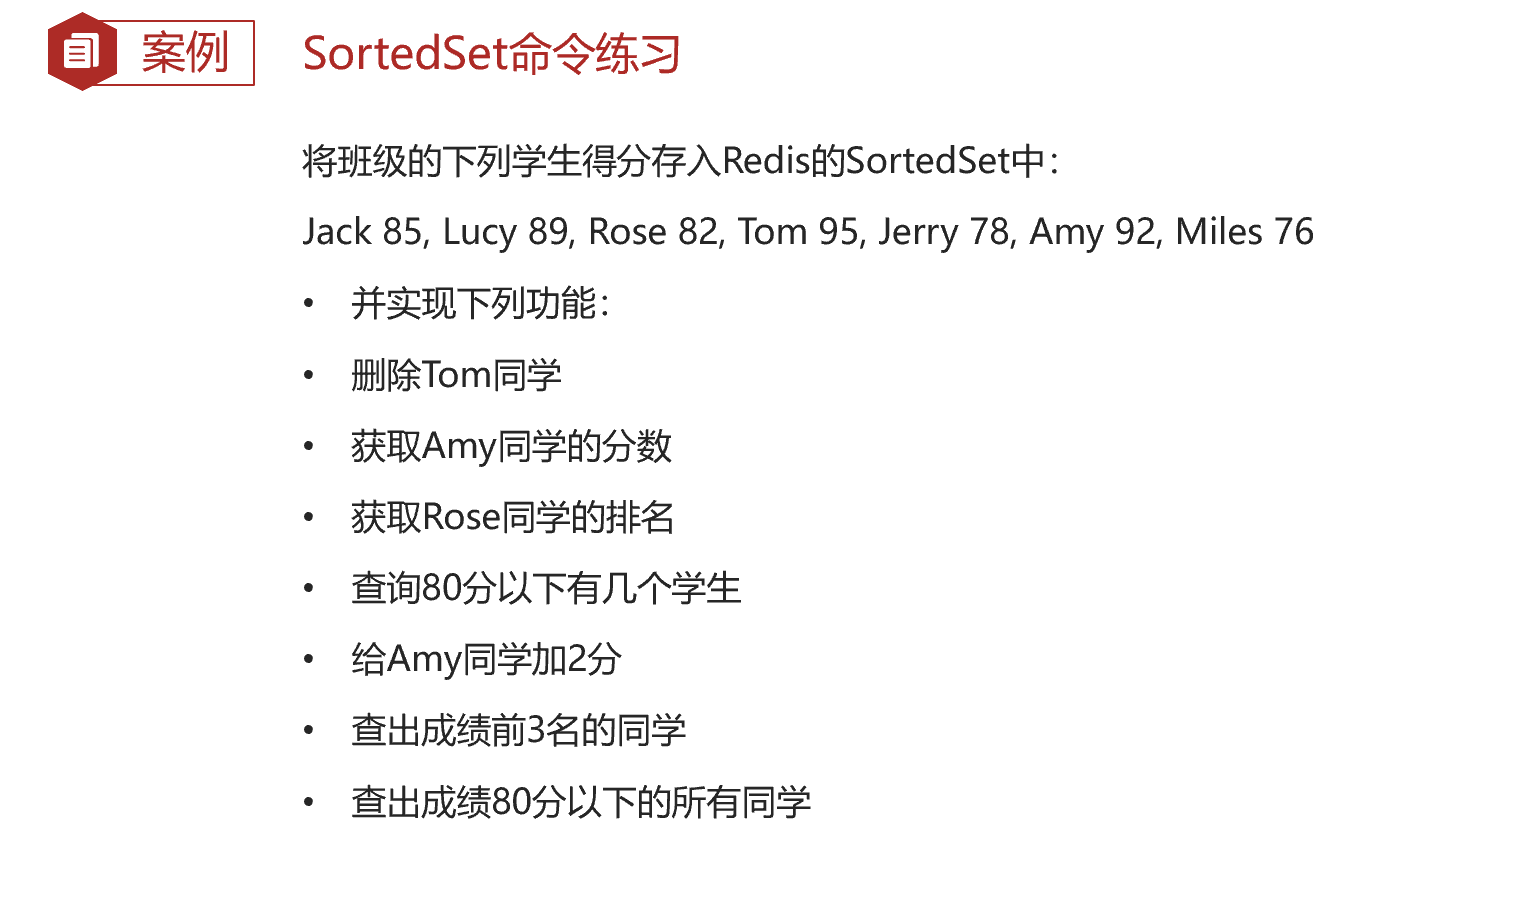 案例
SortedSet命令练习
将班级的下列学生得分存入Redis的SortedSet中：
Jack 85, Lucy 89, Rose 82, Tom 95, Jerry 78, Amy 92, Miles 76
• 并实现下列功能：
• 删除Tom同学
• 获取Amy同学的分数
• 获取Rose同学的排名
• 查询80分以下有几个学生
• 给Amy同学加2分
• 查出成绩前3名的同学
• 查出成绩80分以下的所有同学